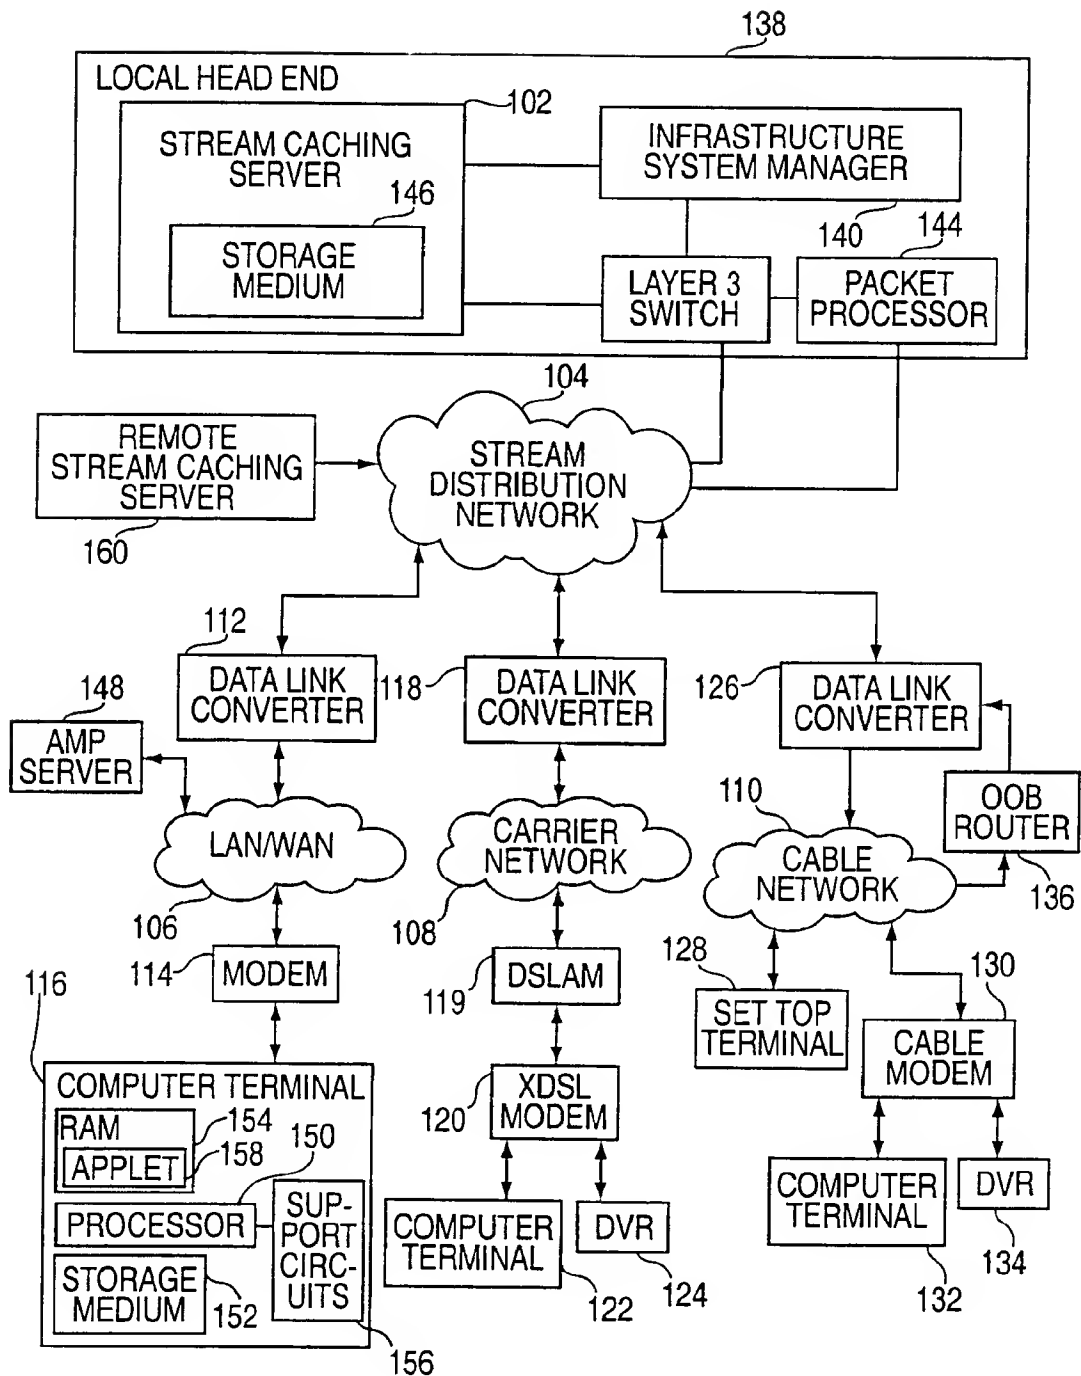 138
LOCAL HEAD END
102
STREAM CACHING
SERVER
146
STORAGE
MEDIUM
INFRASTRUCTURE
SYSTEM MANAGER
140
144
LAYER 3
SWITCH
PACKET
PROCESSOR
104
REMOTE
STREAM CACHING
SERVER
160
STREAM
DISTRIBUTION
NETWORK
112
DATA LINK
CONVERTER
118
DATA LINK
CONVERTER
126
DATA LINK
CONVERTER
148
AMP
SERVER
LAN/WAN
106
CARRIER
NETWORK
108
110
CABLE
NETWORK
OOB
ROUTER
136
114
MODEM
119
DSLAM
128
SET TOP
TERMINAL
130
CABLE
MODEM
116
COMPUTER TERMINAL
RAM
154
APPLET
158
150
PROCESSOR
SUP-
PORT
CIRC-
UITS
STORAGE
MEDIUM
152
156
120
XDSL
MODEM
COMPUTER
TERMINAL
122
DVR
124
COMPUTER
TERMINAL
132
DVR
134